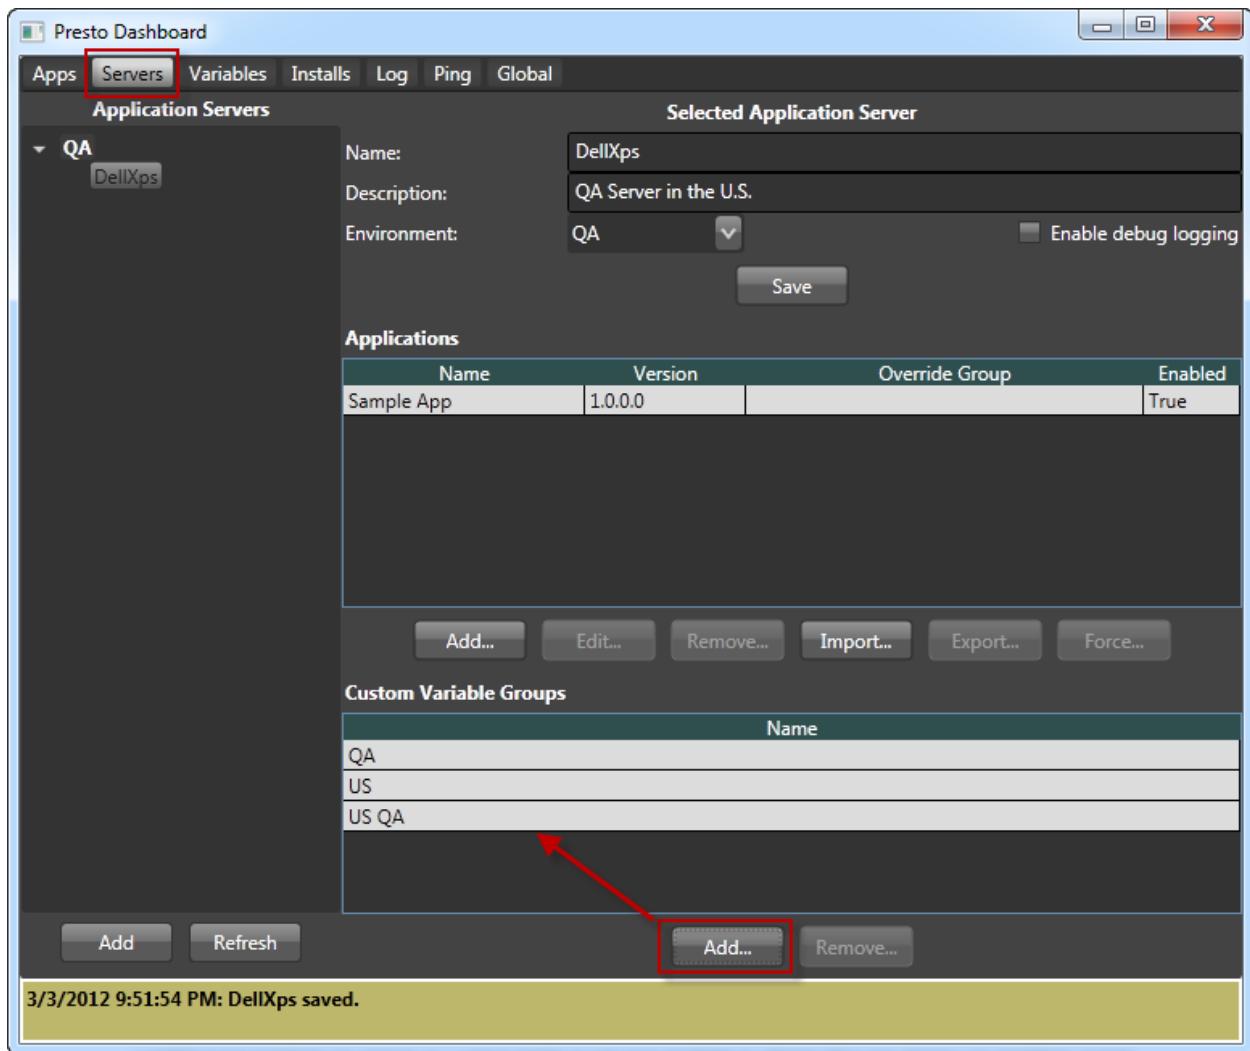 Presto Dashboard
Apps Servers Variables Installs Log Ping Global
Application Servers
QA
DellXps
Selected Application Server
Name: DellXps
Description: QA Server in the U.S.
Environment: QA Enable debug logging
Save
Applications
Name Version Override Group Enabled
Sample App 1.0.0.0 True
Add... Edit... Remove... Import... Export... Force...
Custom Variable Groups
Name
QA
US
US QA
Add Refresh
Add... Remove...
3/3/2012 9:51:54 PM: DellXps saved.